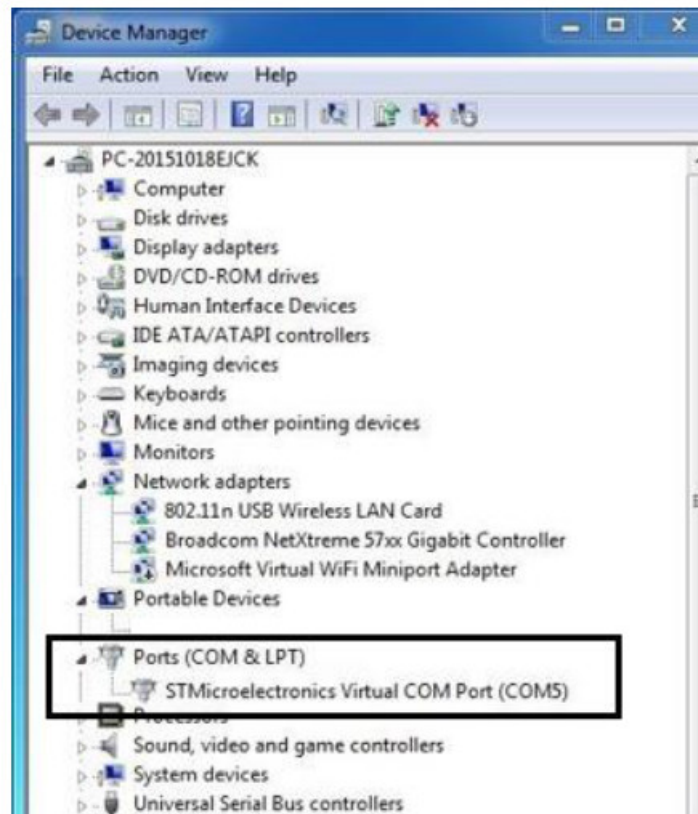 Device Manager
File Action View Help
PC-20151018EJCK
Computer
Disk drives
Display adapters
DVD/CD-ROM drives
Human Interface Devices
IDE ATA/ATAPI controllers
Imaging devices
Keyboards
Mice and other pointing devices
Monitors
Network adapters
802.11n USB Wireless LAN Card
Broadcom NetXtreme 57xx Gigabit Controller
Microsoft Virtual WiFi Miniport Adapter
Portable Devices
Ports (COM & LPT)
STMicroelectronics Virtual COM Port (COM5)
Processors
Sound, video and game controllers
System devices
Universal Serial Bus controllers